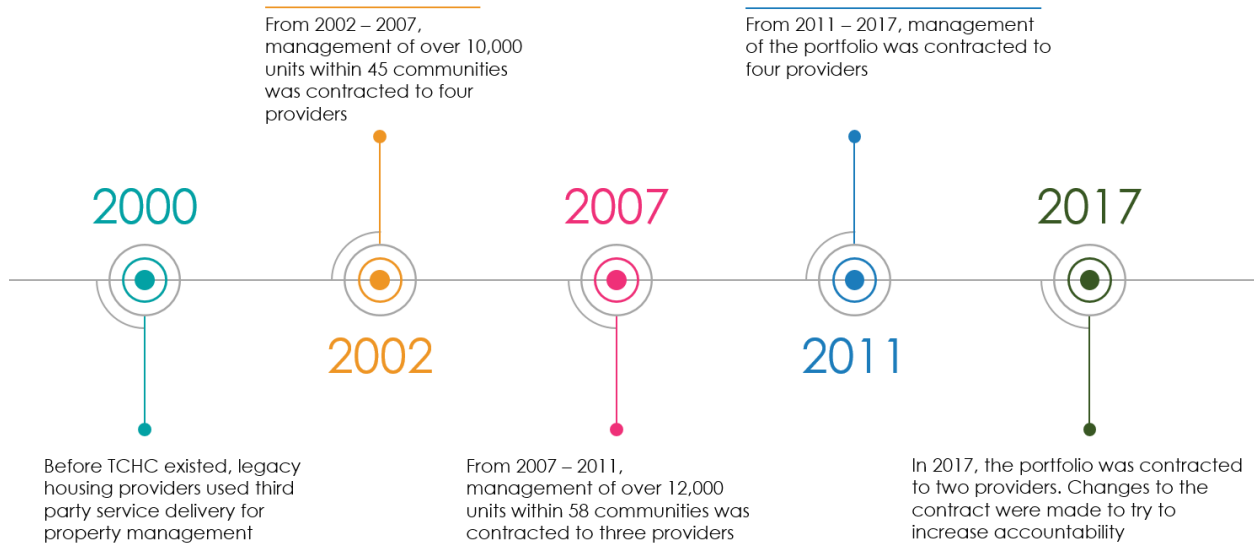 From 2002 – 2007,
management of over 10,000
units within 45 communities
was contracted to four
providers
From 2011 – 2017, management
of the portfolio was contracted to
four providers
2000
2007
2017
2002
2011
Before TCHC existed, legacy
housing providers used third
party service delivery for
property management
From 2007 – 2011,
management of over 12,000
units within 58 communities was
contracted to three providers
In 2017, the portfolio was contracted
to two providers. Changes to the
contract were made to try to
increase accountability